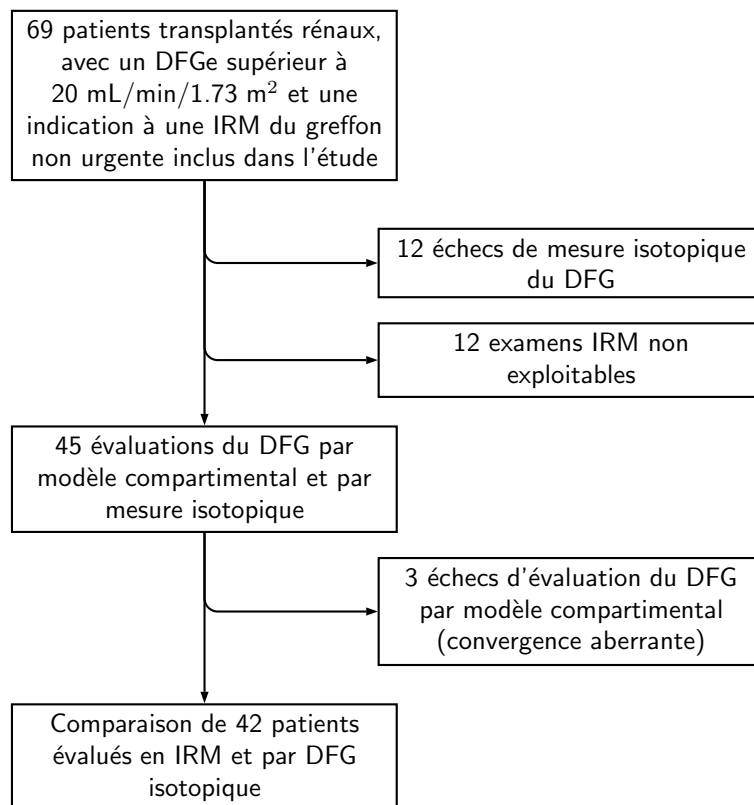 69 patients transplantés rénaux,
avec un DFGe supérieur à
20 mL/min/1.73 m² et une
indication à une IRM du greffon
non urgente inclus dans l'étude
12 échecs de mesure isotopique
du DFG
12 examens IRM non
exploitables
45 évaluations du DFG par
modèle compartimental et par
mesure isotopique
3 échecs d'évaluation du DFG
par modèle compartimental
(convergence aberrante)
Comparaison de 42 patients
évalués en IRM et par DFG
isotopique